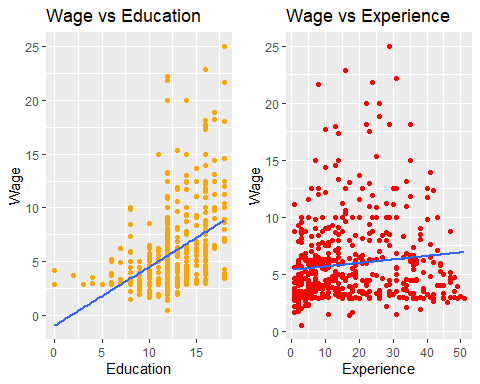 Wage vs Education
Wage
25
20
15
10
5
0
0 5 10 15
Education
Wage vs Experience
Wage
25
20
15
10
5
0
0 10 20 30 40 50
Experience